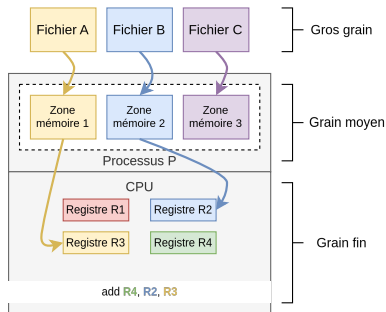 Fichier A
Fichier B
Fichier C
Gros grain
Zone
mémoire 1
Zone
mémoire 2
Zone
mémoire 3
Grain moyen
Processus P
CPU
Registre R1
Registre R2
Registre R3
Registre R4
Grain fin
add R4, R2, R3